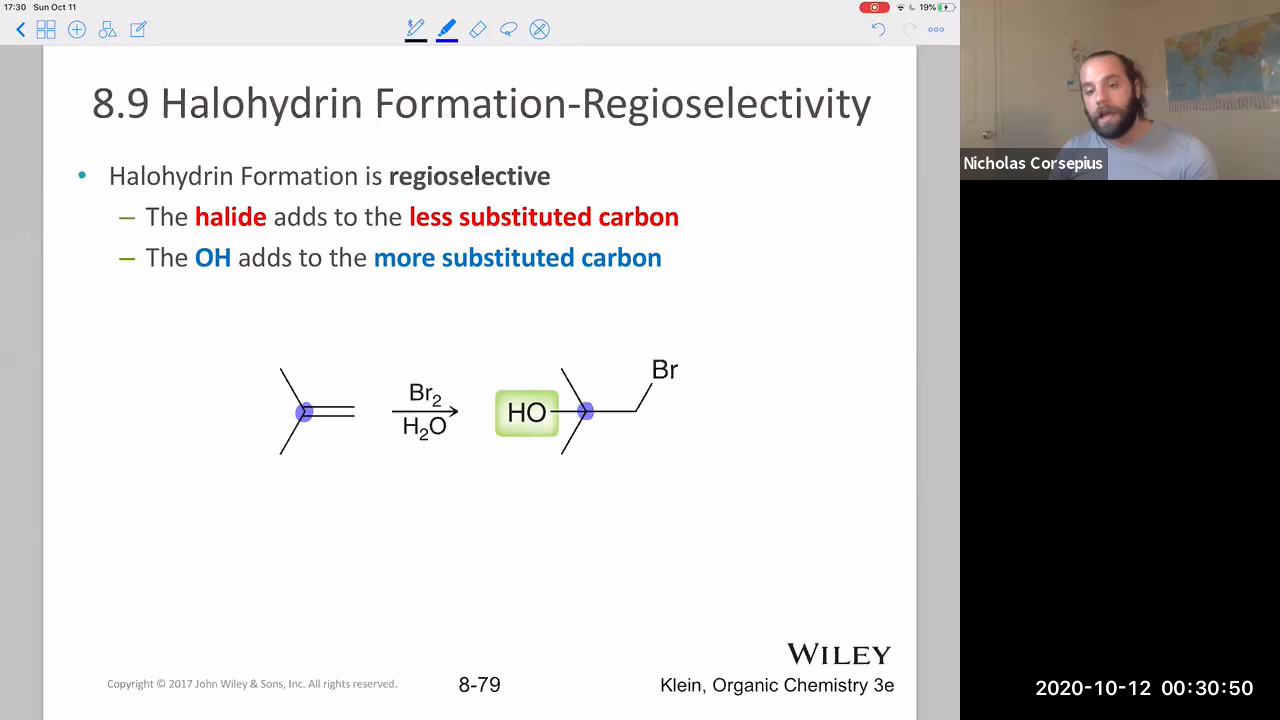 17:30 Sun Oct 11
19%
8.9 Halohydrin Formation-Regioselectivity
• Halohydrin Formation is regioselective
– The halide adds to the less substituted carbon
– The OH adds to the more substituted carbon
Br
Br₂
HO
H₂O
WILEY
Copyright © 2017 John Wiley & Sons, Inc. All rights reserved.
8-79
Klein, Organic Chemistry 3e
Nicholas Corsepius
2020-10-12 00:30:50